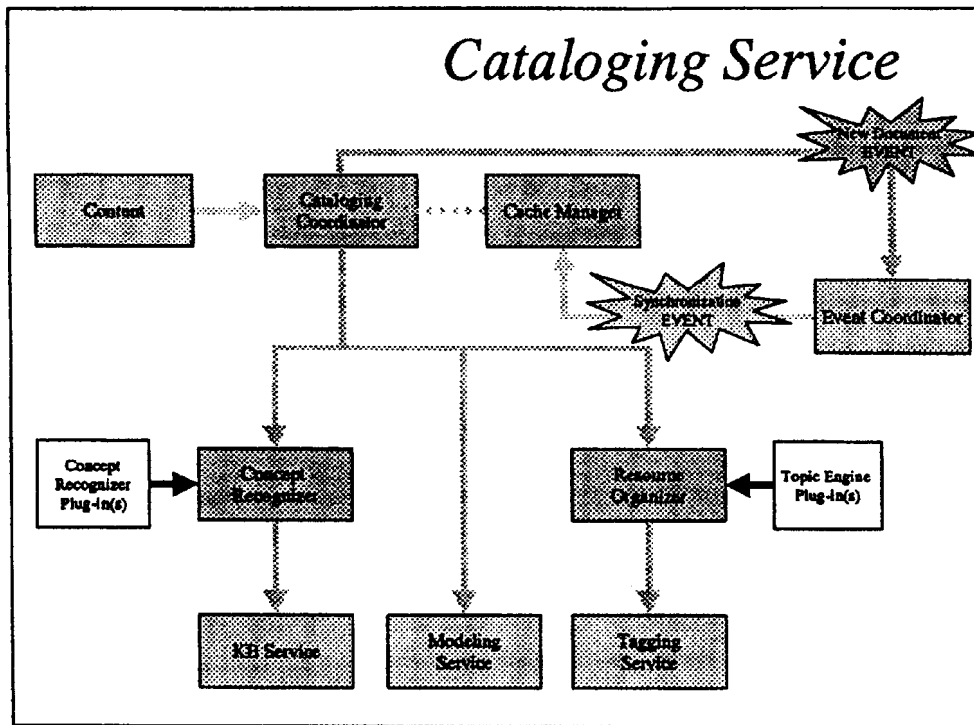 Cataloging Service
New Document
EVENT
Content
Cataloging
Coordinator
Cache Manager
Synchronization
EVENT
Event Coordinator
Concept
Recognizer
Plug-in(s)
Concept
Recognizer
Resource
Organizer
Topic Engine
Plug-in(s)
KB Service
Modeling
Service
Tagging
Service